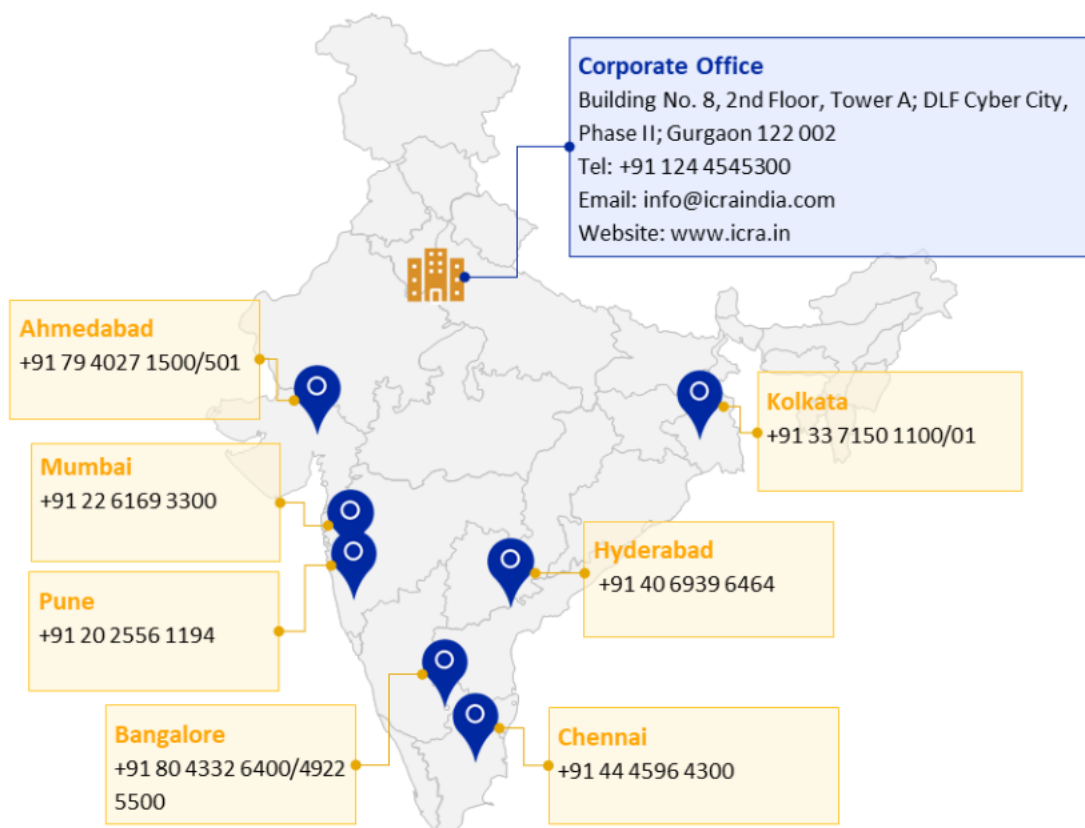 Corporate Office
Building No. 8, 2nd Floor, Tower A; DLF Cyber City,
Phase II; Gurgaon 122 002
Tel: +91 124 4545300
Email: info@icraindia.com
Website: www.icra.in
Ahmedabad
+91 79 4027 1500/501
Kolkata
+91 33 7150 1100/01
Mumbai
+91 22 6169 3300
Hyderabad
+91 40 6939 6464
Pune
+91 20 2556 1194
Bangalore
+91 80 4332 6400/4922
5500
Chennai
+91 44 4596 4300